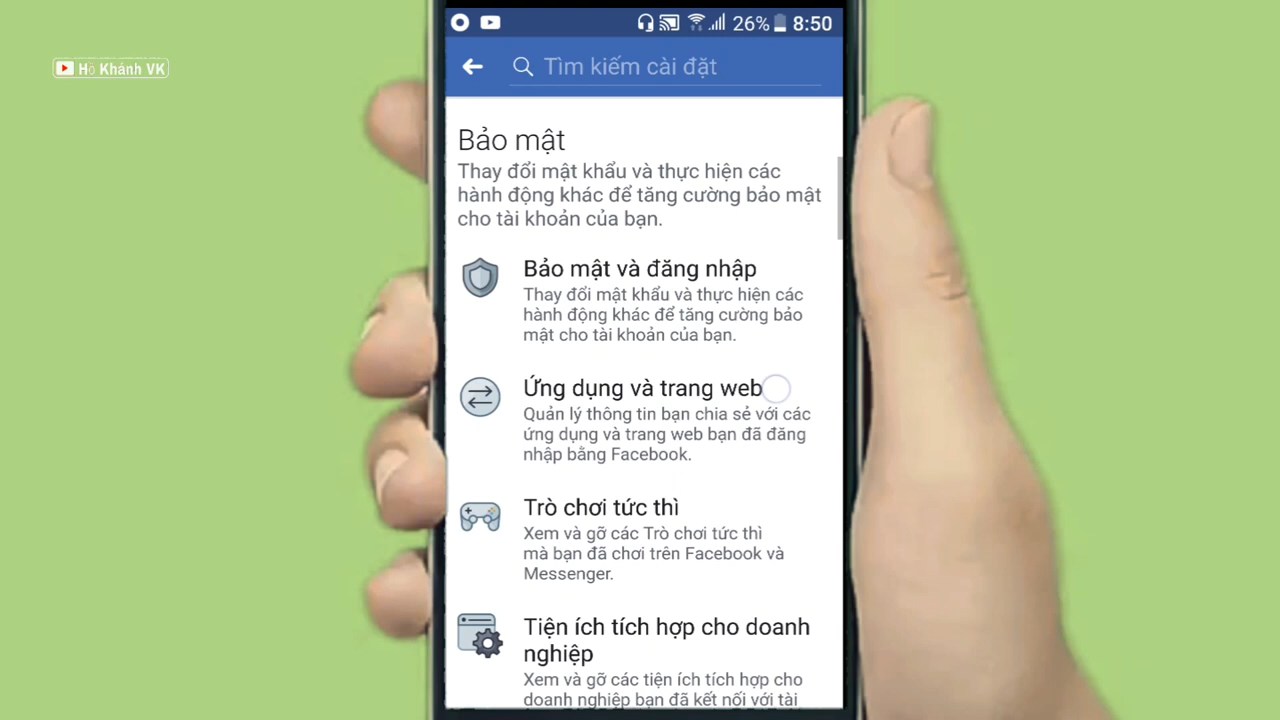 26% 8:50
Hồ Khánh VK
Tìm kiếm cài đặt
Bảo mật
Thay đổi mật khẩu và thực hiện các
hành động khác để tăng cường bảo mật
cho tài khoản của bạn.
Bảo mật và đăng nhập
Thay đổi mật khẩu và thực hiện các
hành động khác để tăng cường bảo
mật cho tài khoản của bạn.
Ứng dụng và trang web
Quản lý thông tin bạn chia sẻ với các
ứng dụng và trang web bạn đã đăng
nhập bằng Facebook.
Trò chơi tức thì
Xem và gỡ các Trò chơi tức thì
mà bạn đã chơi trên Facebook và
Messenger.
Tiện ích tích hợp cho doanh
nghiệp
Xem và gỡ các tiện ích tích hợp cho
doanh nghiệp bạn đã kết nối với tài